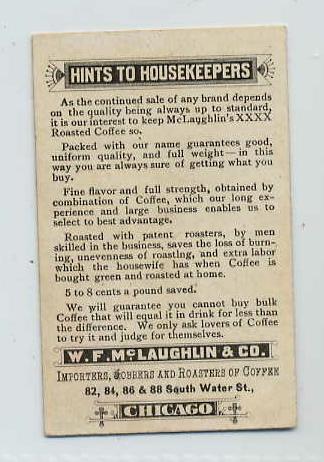 HINTS TO HOUSEKEEPERS
As the continued sale of any brand depends
on the quality being always up to standard,
it is our interest to keep McLaughlin's XXXX
Roasted Coffee so.
Packed with our name guarantees good,
uniform quality, and full weight—in this
way you are always sure of getting what you
buy.
Fine flavor and full strength, obtained by
combination of Coffee, which our long ex-
perience and large business enables us to
select to best advantage.
Roasted with patent roasters, by men
skilled in the business, saves the loss of burn-
ing, unevenness of roasting, and extra labor
which the housewife has when Coffee is
bought green and roasted at home.
5 to 8 cents a pound saved.
We will guarantee you cannot buy bulk
Coffee that will equal it in drink for less than
the difference. We only ask lovers of Coffee
to try it and judge for themselves.
W. F. McLAUGHLIN & CO.
IMPORTERS, JOBBERS AND ROASTERS OF COFFEE
82, 84, 86 & 88 South Water St.,
CHICAGO